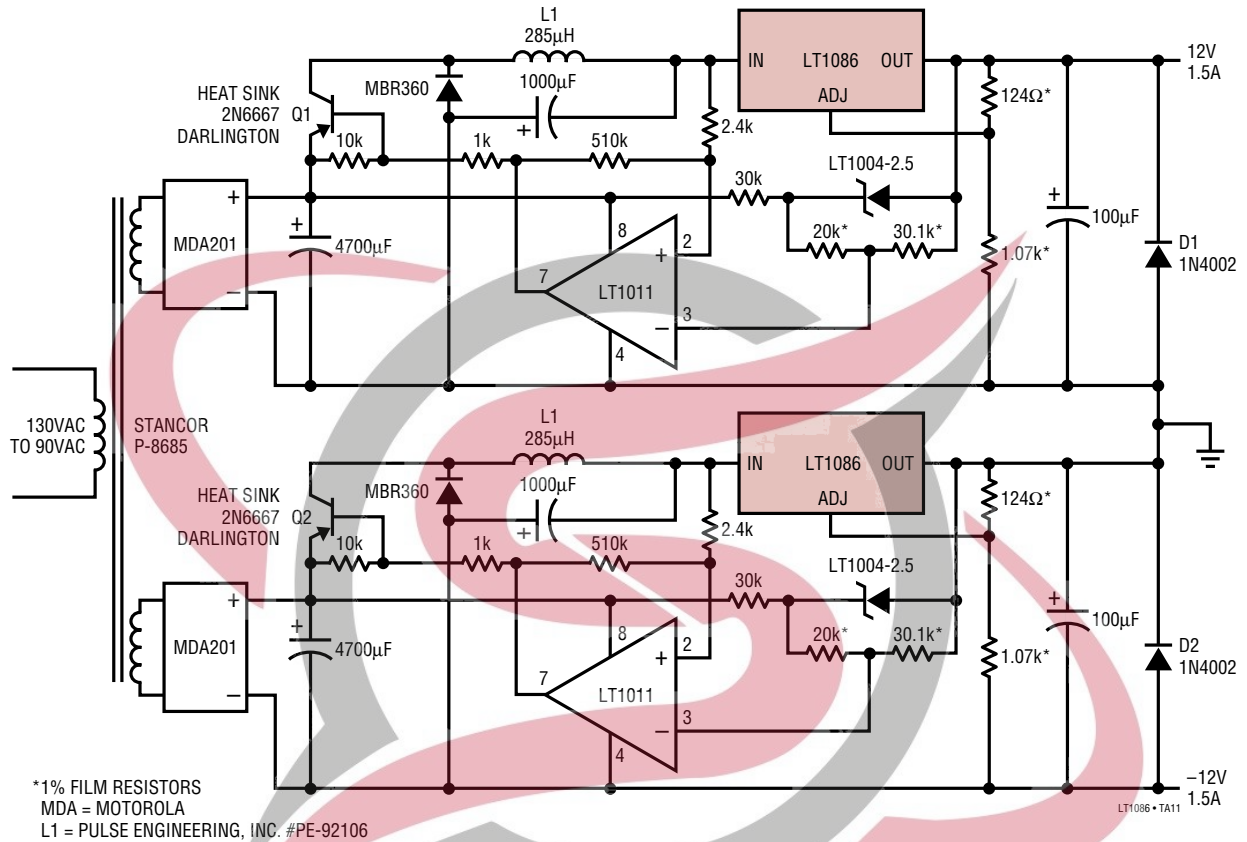 L1
285µH
1000µF
MBR360
HEAT SINK
2N6667
DARLINGTON
Q1
10k
1k
510k
2.4k
IN
LT1086
OUT
ADJ
12V
1.5A
124Ω*
LT1004-2.5
30k
20k*
30.1k*
1.07k*
100µF
D1
1N4002
+
MDA201
–
+
4700µF
8
2
+
7
LT1011
3
–
4
130VAC
TO 90VAC
STANCOR
P-8685
L1
285µH
1000µF
+
MBR360
HEAT SINK
2N6667
DARLINGTON
Q2
10k
1k
510k
2.4k
IN
LT1086
OUT
ADJ
124Ω*
LT1004-2.5
30k
20k*
30.1k*
1.07k*
+
100µF
D2
1N4002
+
MDA201
–
+
4700µF
8
2
+
7
LT1011
3
–
4
–12V
1.5A
LT1086 • TA11
*1% FILM RESISTORS
MDA = MOTOROLA
L1 = PULSE ENGINEERING, INC. #PE-92106